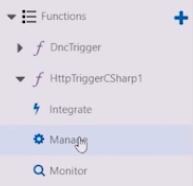 Functions
DncTrigger
HttpTriggerCSharp1
Integrate
Manage
Monitor